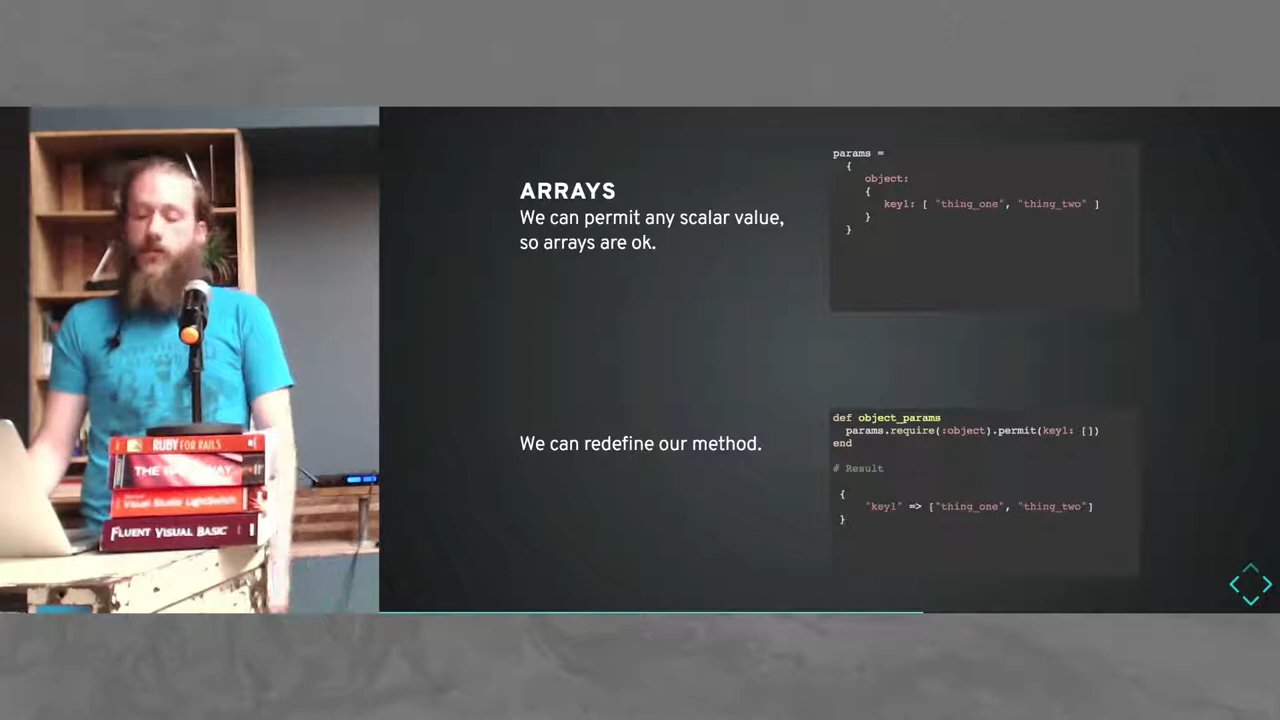 ARRAYS
We can permit any scalar value,
so arrays are ok.
params =
{
object:
{
key1: [ "thing_one", "thing_two" ]
}
}
We can redefine our method.
def object_params
params.require(:object).permit(key1: [])
end
# Result
{
"key1" => ["thing_one", "thing_two"]
}
RUBY FOR RAILS
THE
WAY
Visual Studio LightSwitch
FLUENT VISUAL BASIC